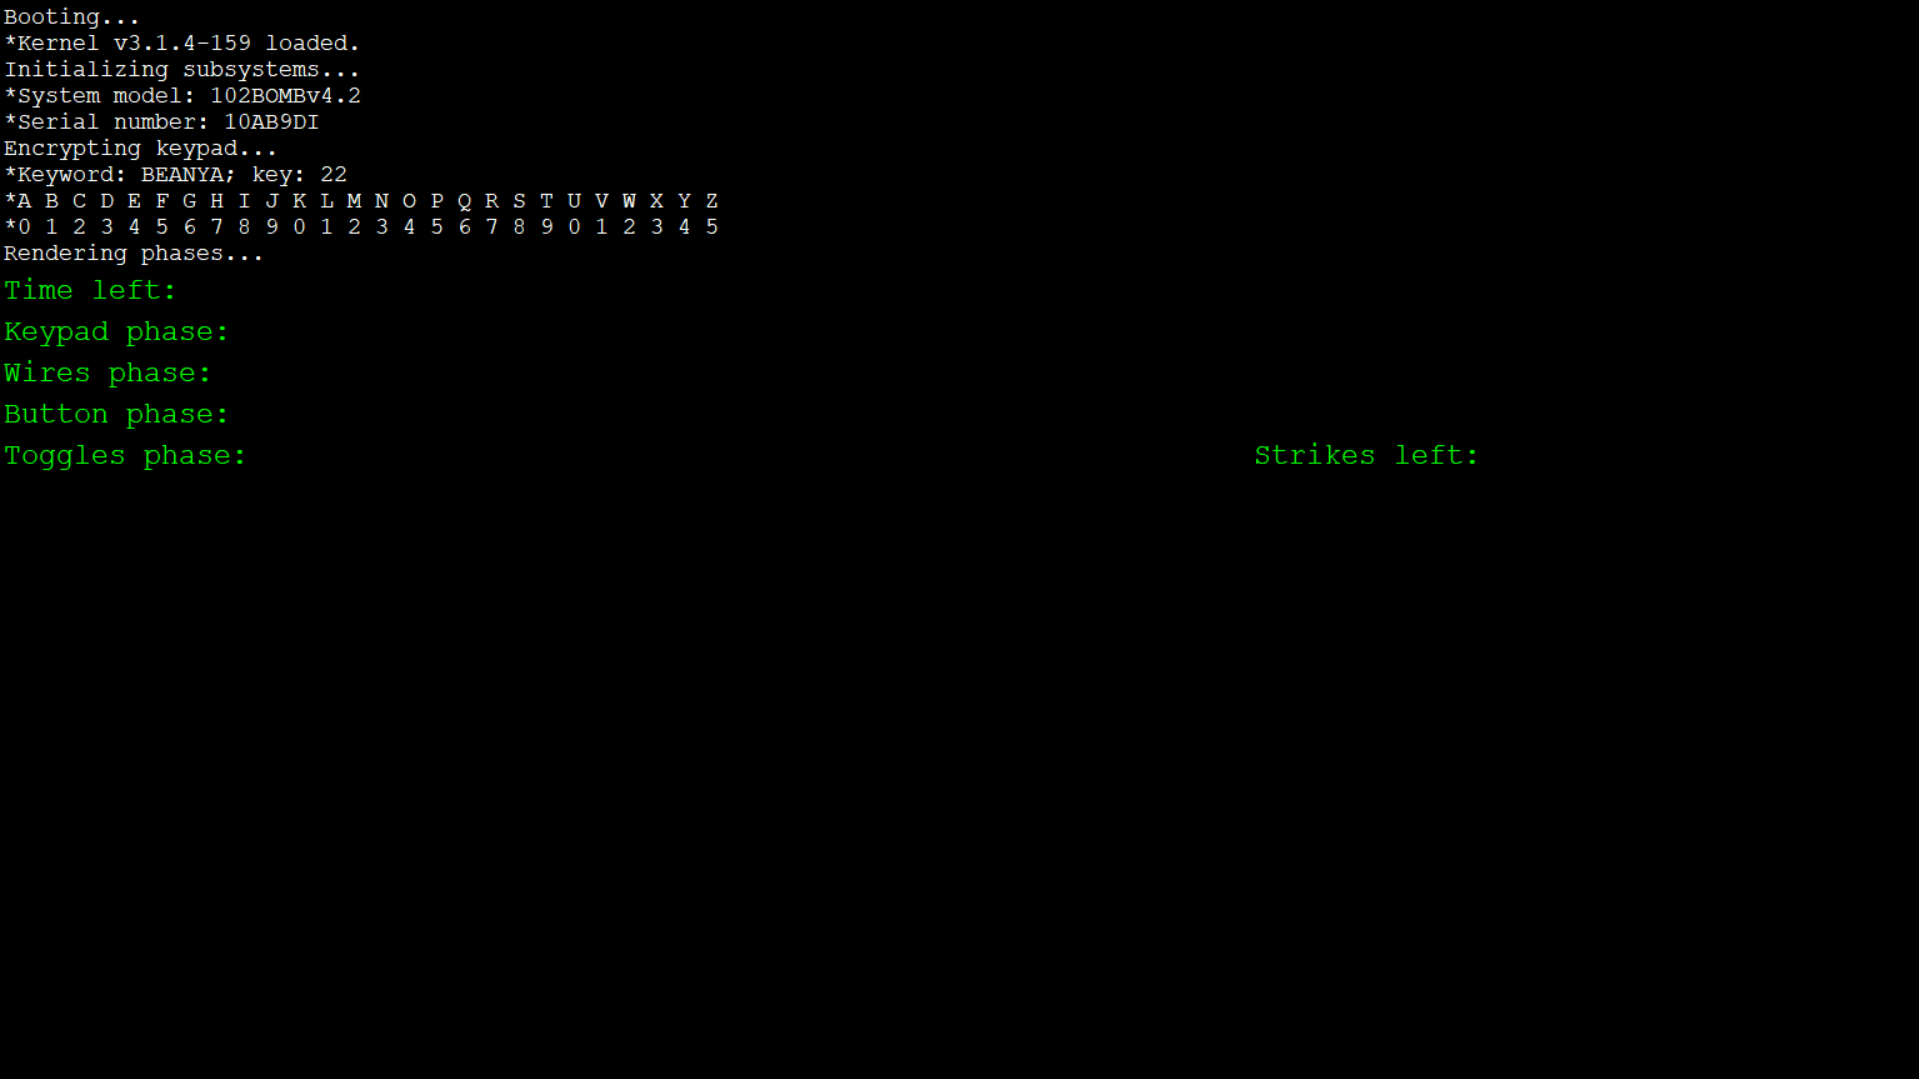 Booting...
*Kernel v3.1.4-159 loaded.
Initializing subsystems...
*System model: 102BOMBv4.2
*Serial number: 10AB9DI
Encrypting keypad...
*Keyword: BEANYA; key: 22
*A B C D E F G H I J K L M N O P Q R S T U V W X Y Z
*0 1 2 3 4 5 6 7 8 9 0 1 2 3 4 5 6 7 8 9 0 1 2 3 4 5
Rendering phases...
Time left:
Keypad phase:
Wires phase:
Button phase:
Toggles phase: Strikes left: